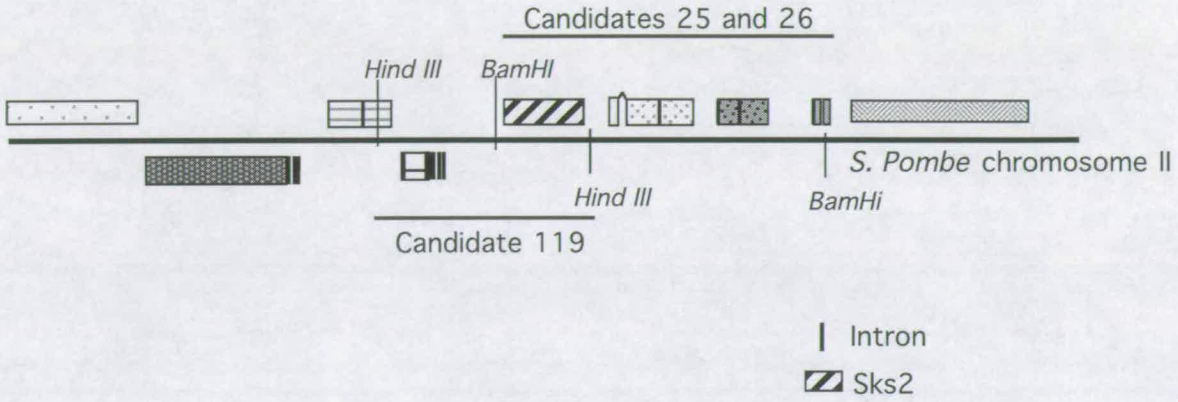 Candidates 25 and 26
Hind III
BamHI
S. Pombe chromosome II
Hind III
BamHi
Candidate 119
Intron
Sks2